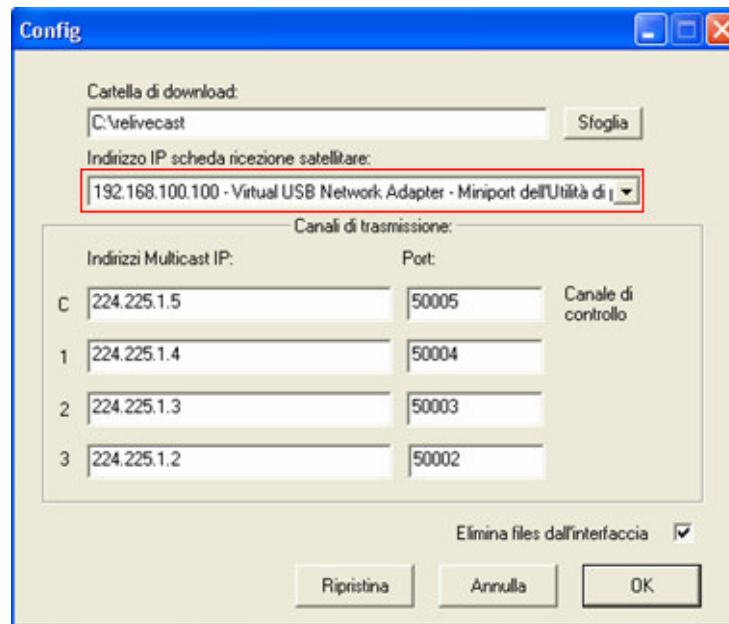 Config
Cartella di download:
C:\relivecast
Sfoglia
Indirizzo IP scheda ricezione satellitare:
192.168.100.100 - Virtual USB Network Adapter - Miniport dell'Utilità di
Canali di trasmissione:
Indirizzi Multicast IP: Port:
C 224.225.1.5 50005 Canale di
controllo
1 224.225.1.4 50004
2 224.225.1.3 50003
3 224.225.1.2 50002
Elimina files dall'interfaccia
Ripristina Annulla OK